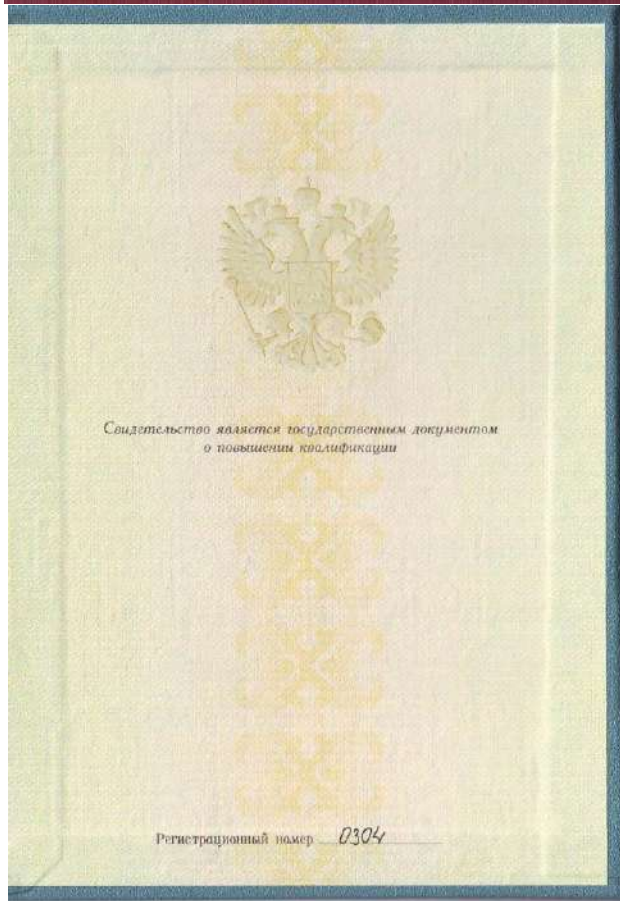 Свидетельство является государственным документом
о повышении квалификации
Регистрационный номер 0304